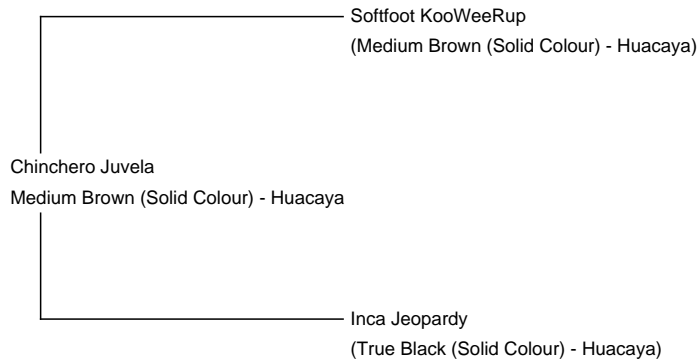 Softfoot KooWeeRup
(Medium Brown (Solid Colour) - Huacaya)
Chinchero Juvela
Medium Brown (Solid Colour) - Huacaya
Inca Jeopardy
(True Black (Solid Colour) - Huacaya)